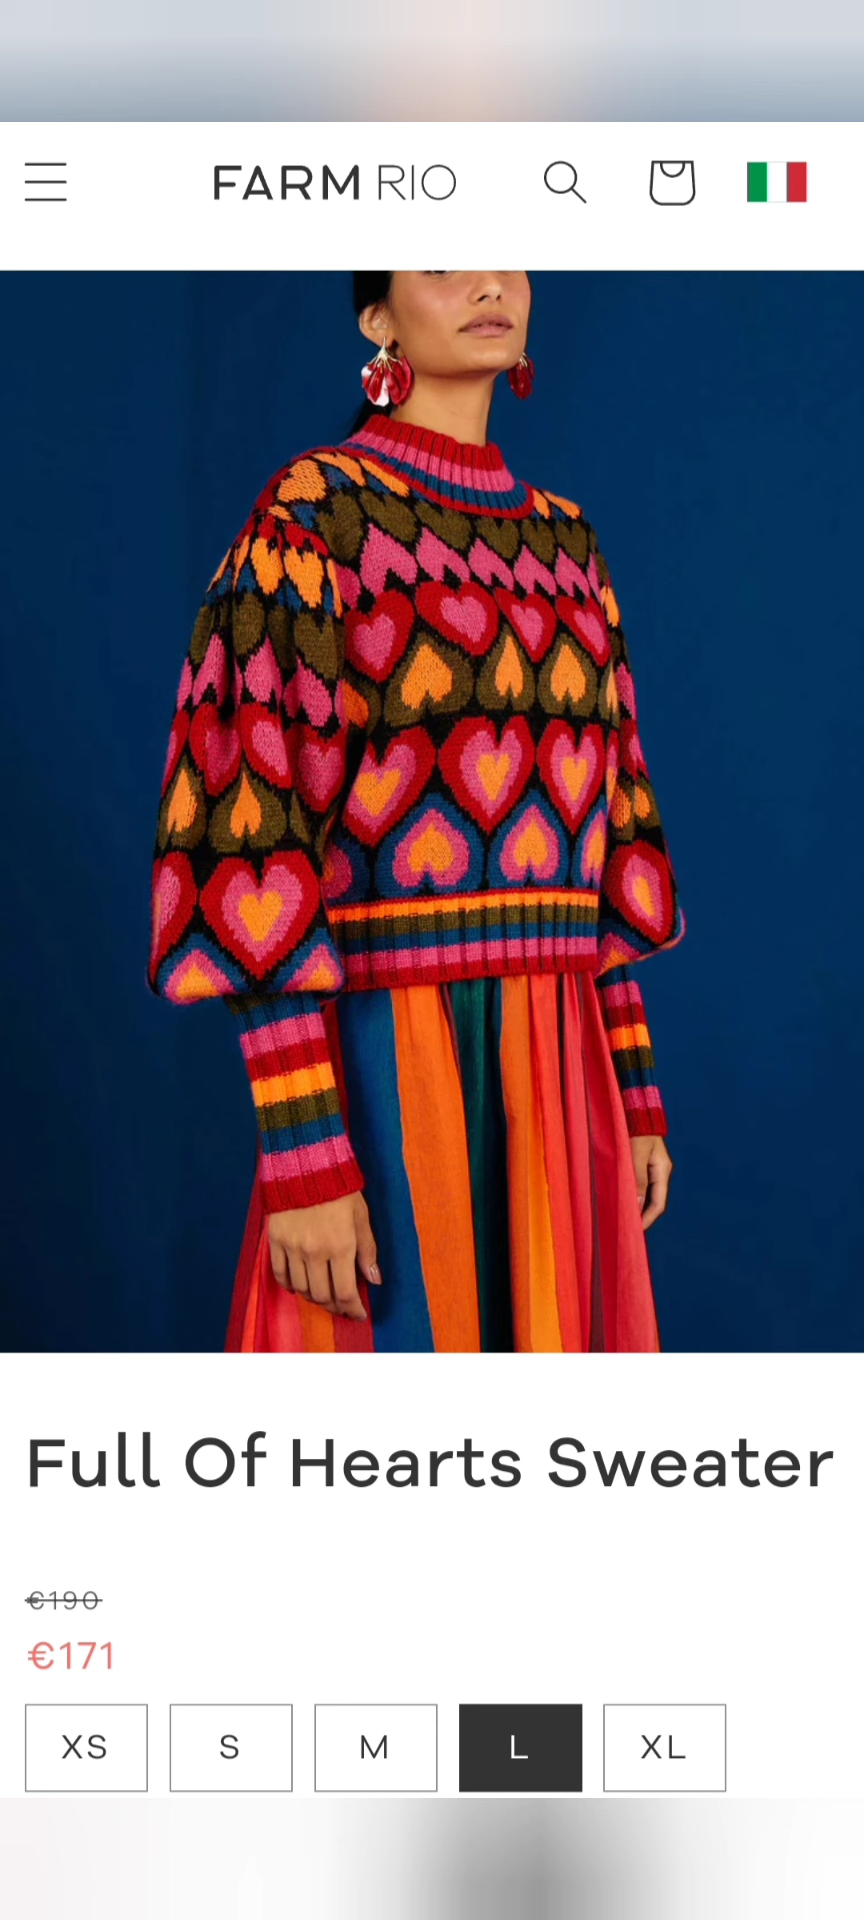 FARM RIO
Full Of Hearts Sweater
€190
€171
XS S M L XL